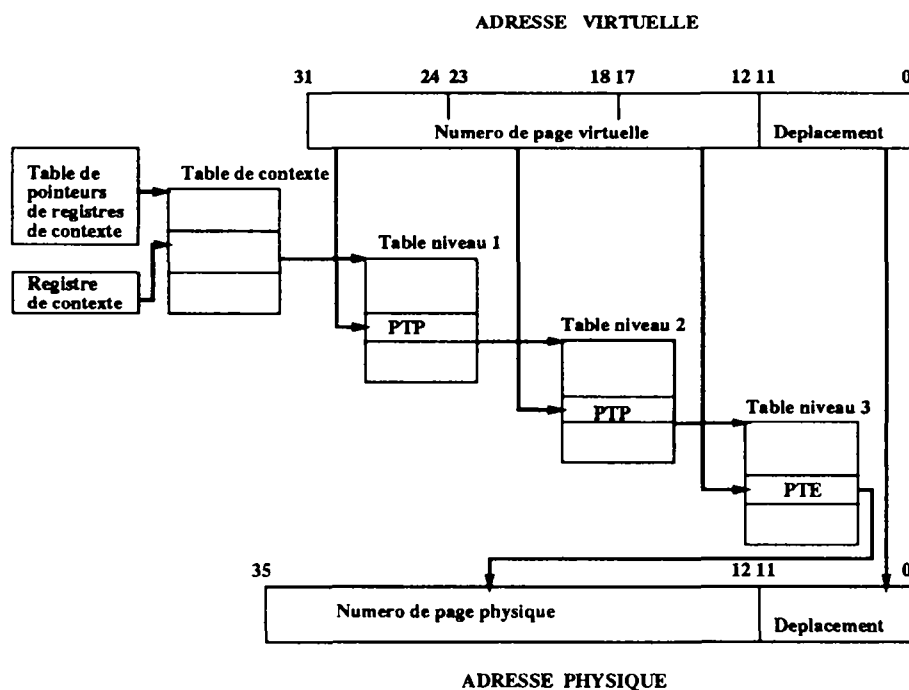 ADRESSE VIRTUELLE
31 24 23 18 17 12 11 0
Numero de page virtuelle
Deplacement
Table de
pointeurs
de registres
de contexte
Table de contexte
Registre
de contexte
Table niveau 1
PTP
Table niveau 2
PTP
Table niveau 3
PTE
35 12 11 0
Numero de page physique
Deplacement
ADRESSE PHYSIQUE